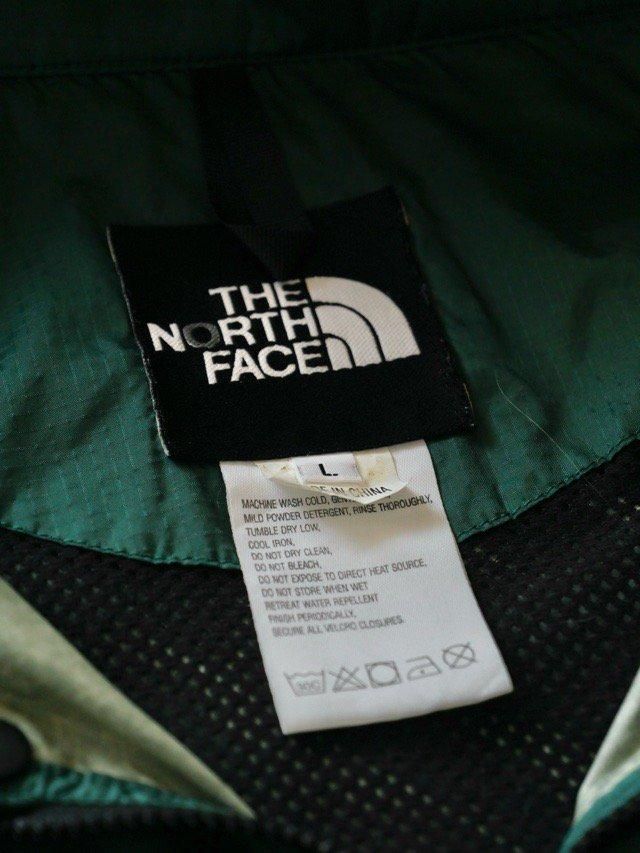 THE
NORTH
FACE
L.
IN CHINA
MACHINE WASH COLD,
MILD POWDER DETERGENT, RINSE THOROUGHLY,
TUMBLE DRY LOW,
COOL IRON,
DO NOT DRY CLEAN,
DO NOT BLEACH,
DO NOT EXPOSE TO DIRECT HEAT SOURCE,
DO NOT STORE WHEN WET
RETREAT WATER REPELLENT
FINISH PERIODICALLY,
SECURE ALL VELCRO CLOSURES.